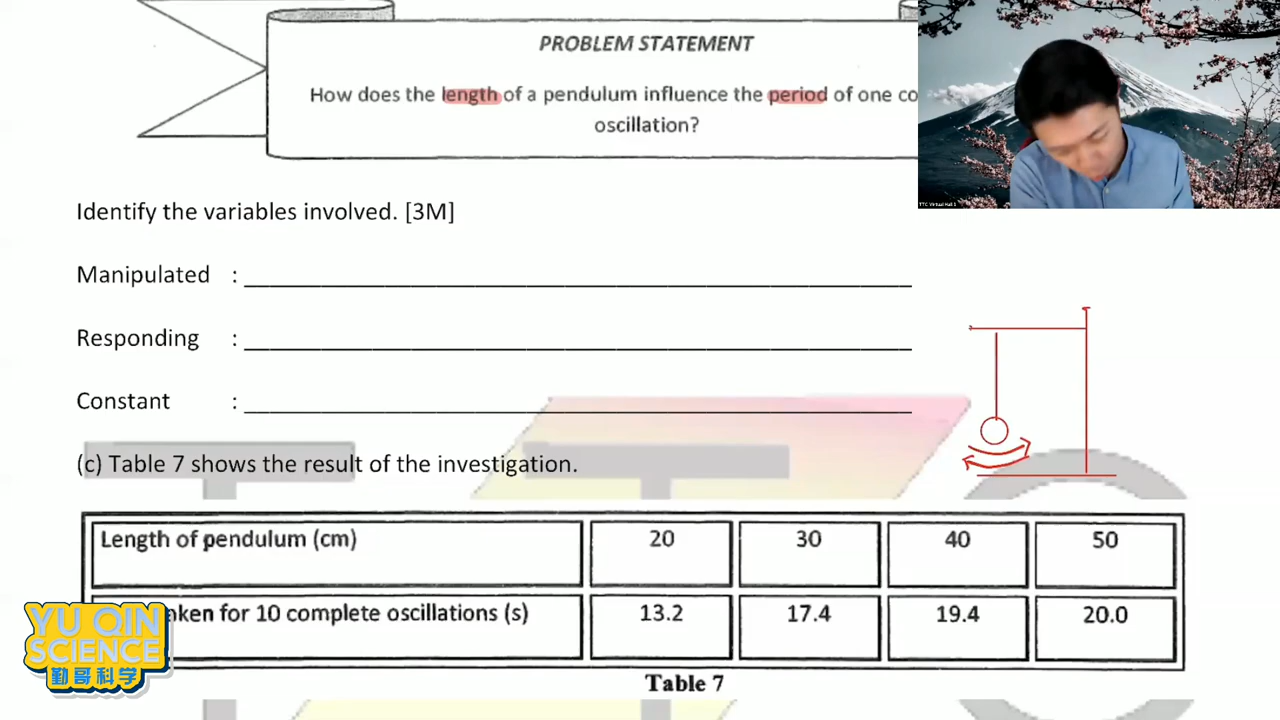 PROBLEM STATEMENT
How does the length of a pendulum influence the period of one co
oscillation?
Identify the variables involved. [3M]
Manipulated : ______________________
Responding : ______________________
Constant : ______________________
(c) Table 7 shows the result of the investigation.
Length of pendulum (cm) 20 30 40 50
aken for 10 complete oscillations (s) 13.2 17.4 19.4 20.0
Table 7
YU QIN
SCIENCE
勤哥科学